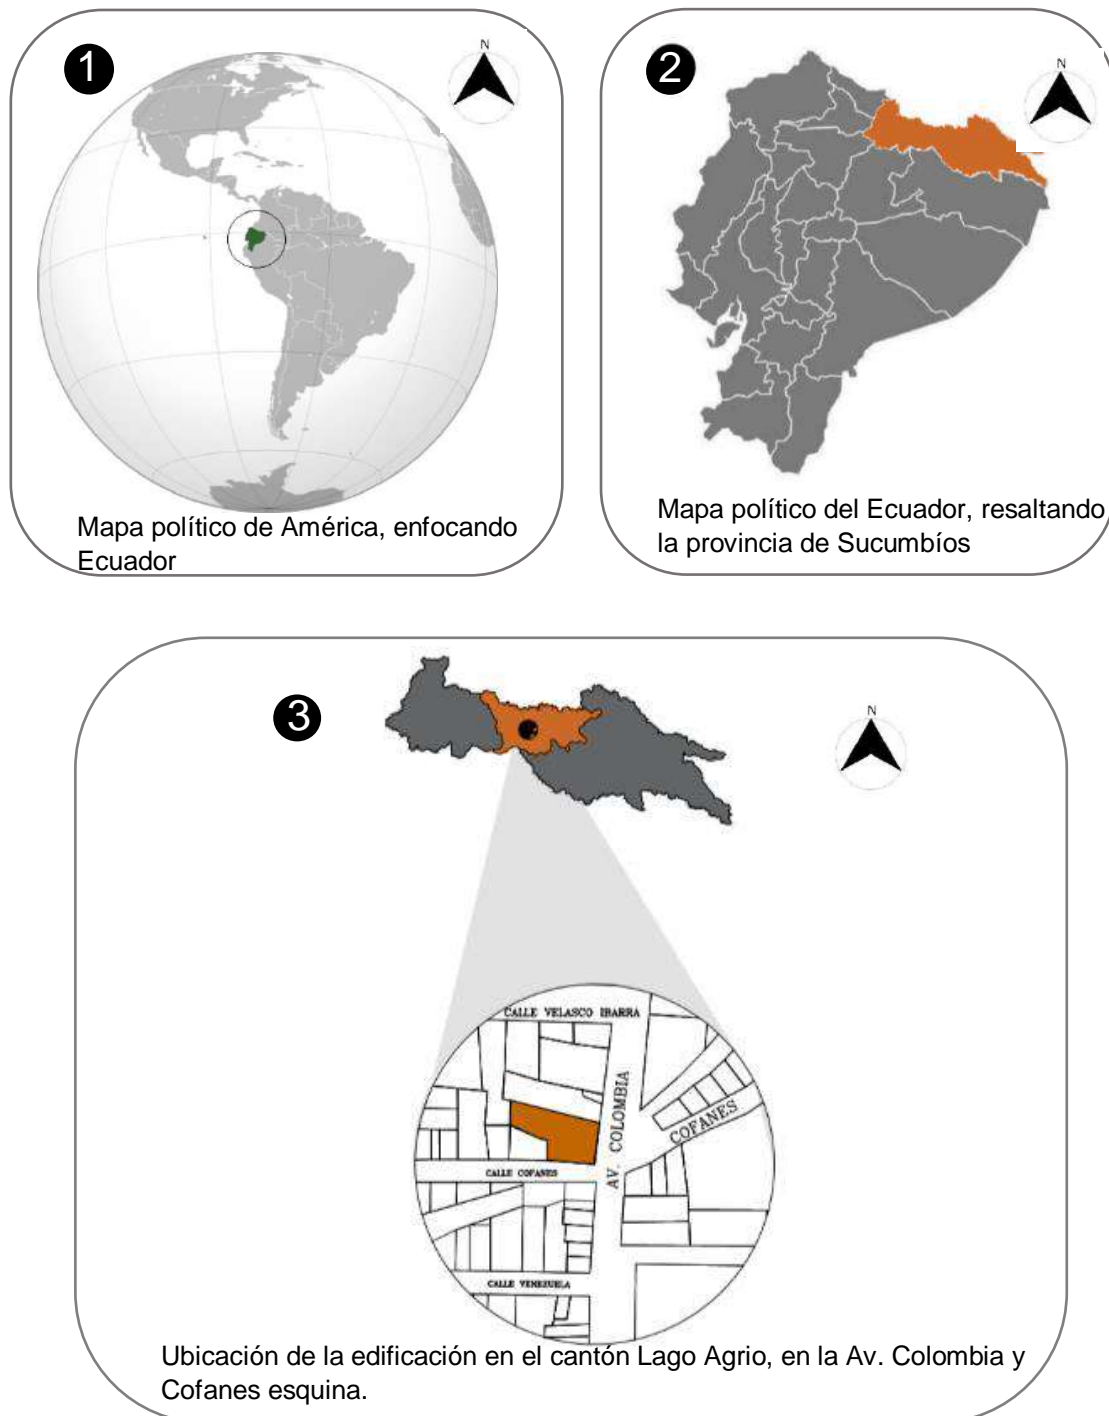 1
N
Mapa político de América, enfocando
Ecuador
2
N
Mapa político del Ecuador, resaltando
la provincia de Sucumbíos
3
N
CALLE VELASCO IBARRA
AV. COLOMBIA
COFANES
CALLE COFANES
CALLE VENEZUELA
Ubicación de la edificación en el cantón Lago Agrio, en la Av. Colombia y
Cofanes esquina.